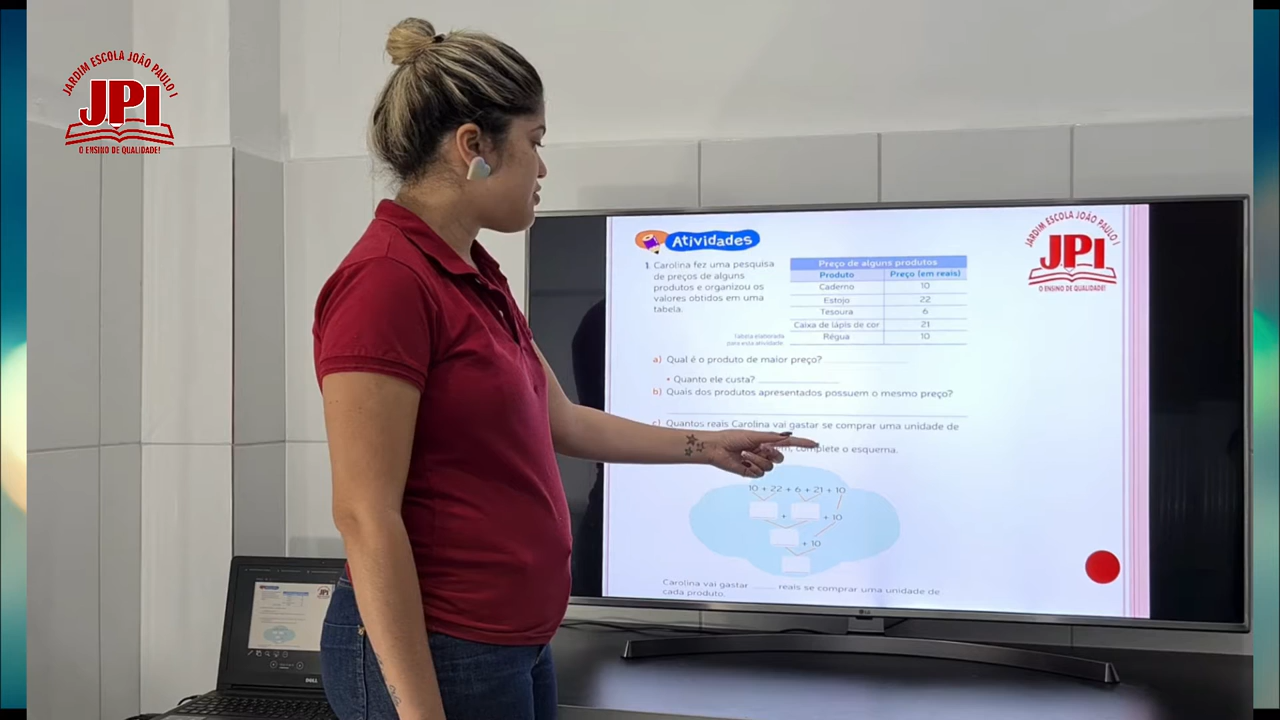 JARDIM ESCOLA JOÃO PAULO I
JPI
O ENSINO DE QUALIDADE!
Atividades
JARDIM ESCOLA JOÃO PAULO I
JPI
O ENSINO DE QUALIDADE!
1 Carolina fez uma pesquisa
de preços de alguns
produtos e organizou os
valores obtidos em uma
tabela.
Preço de alguns produtos
Produto Preço (em reais)
Caderno 10
Estojo 22
Tesoura 6
Caixa de lápis de cor 21
Régua 10
Tabela elaborada
para esta atividade.
a) Qual é o produto de maior preço?
• Quanto ele custa?
b) Quais dos produtos apresentados possuem o mesmo preço?
c) Quantos reais Carolina vai gastar se comprar uma unidade de
complete o esquema.
10 + 22 + 6 + 21 + 10
+ + 10
+ 10
Carolina vai gastar reais se comprar uma unidade de
cada produto.
LG
JPI
DELL